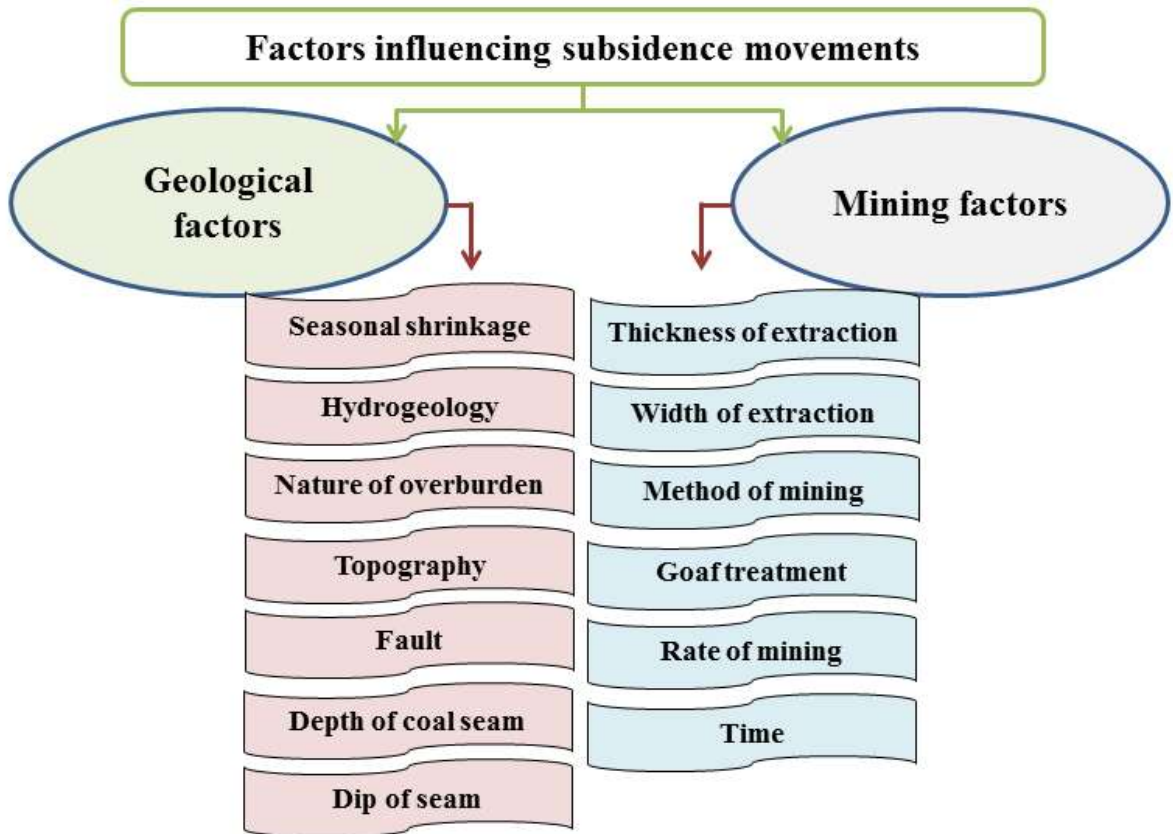 Factors influencing subsidence movements
Geological
factors
Mining factors
Seasonal shrinkage
Hydrogeology
Nature of overburden
Topography
Fault
Depth of coal seam
Dip of seam
Thickness of extraction
Width of extraction
Method of mining
Goaf treatment
Rate of mining
Time